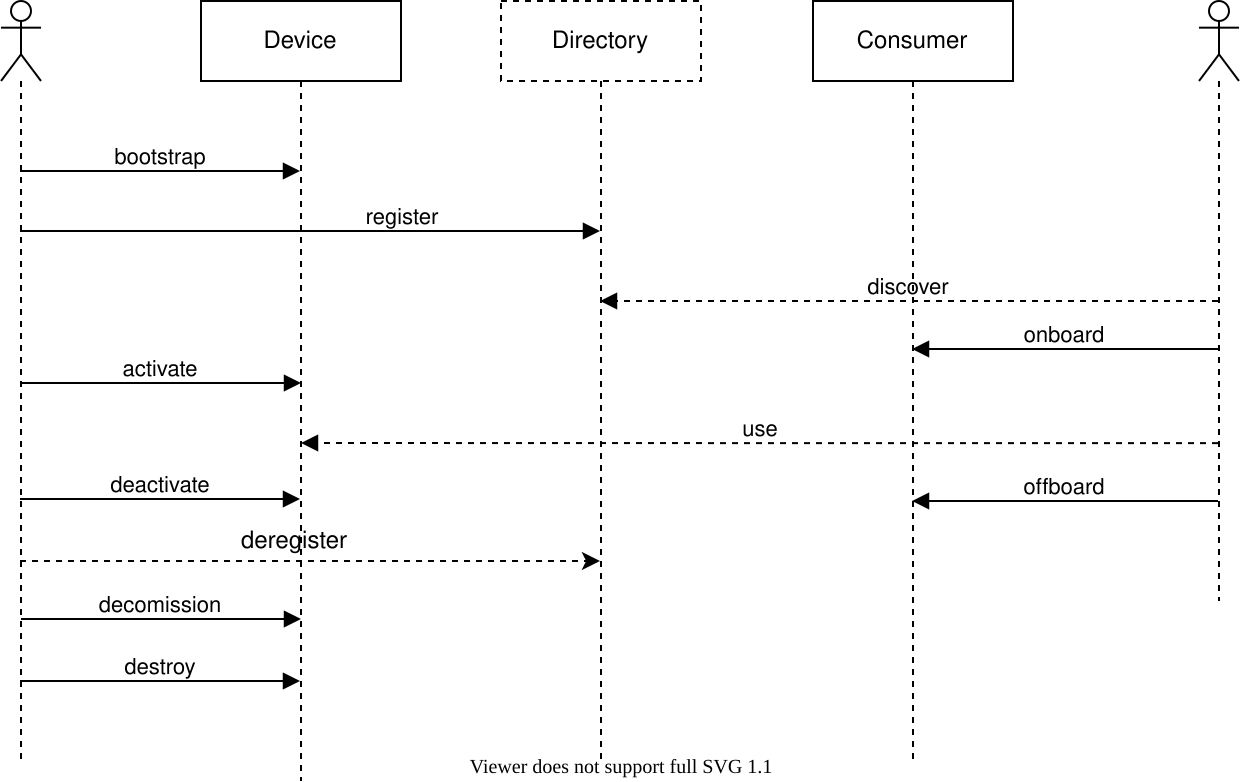 Device
Directory
Consumer
bootstrap
register
discover
onboard
activate
use
deactivate
offboard
deregister
decomission
destroy
Viewer does not support full SVG 1.1